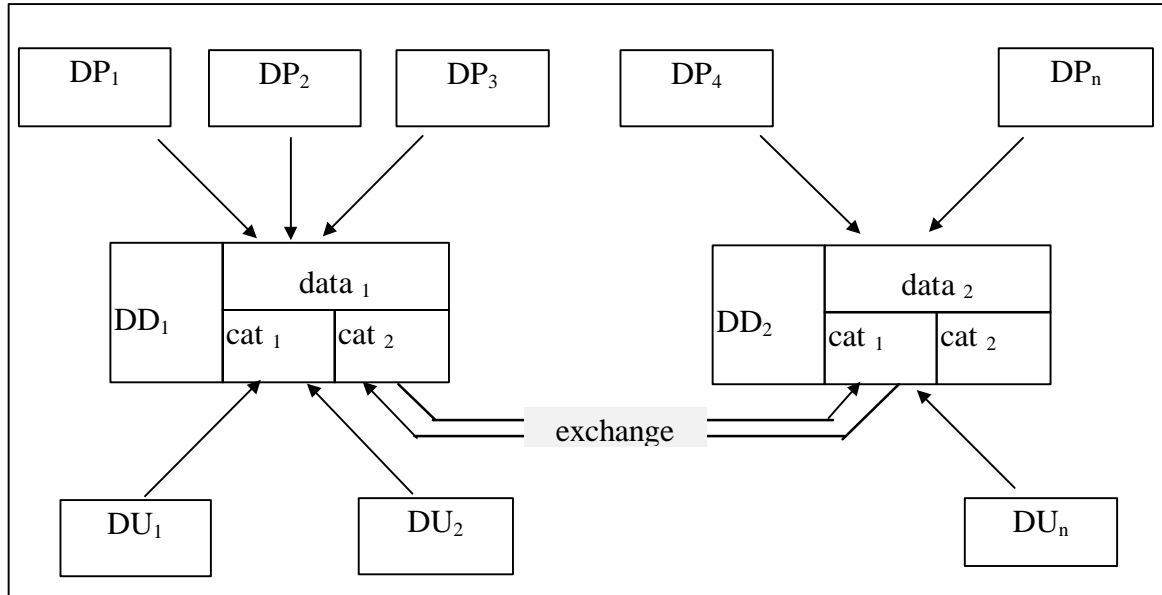 DP₁ DP₂ DP₃ DP₄ DPₙ
data ₁ data ₂
DD₁ DD₂
cat ₁ cat ₂ cat ₁ cat ₂
exchange
DU₁ DU₂ DUₙ